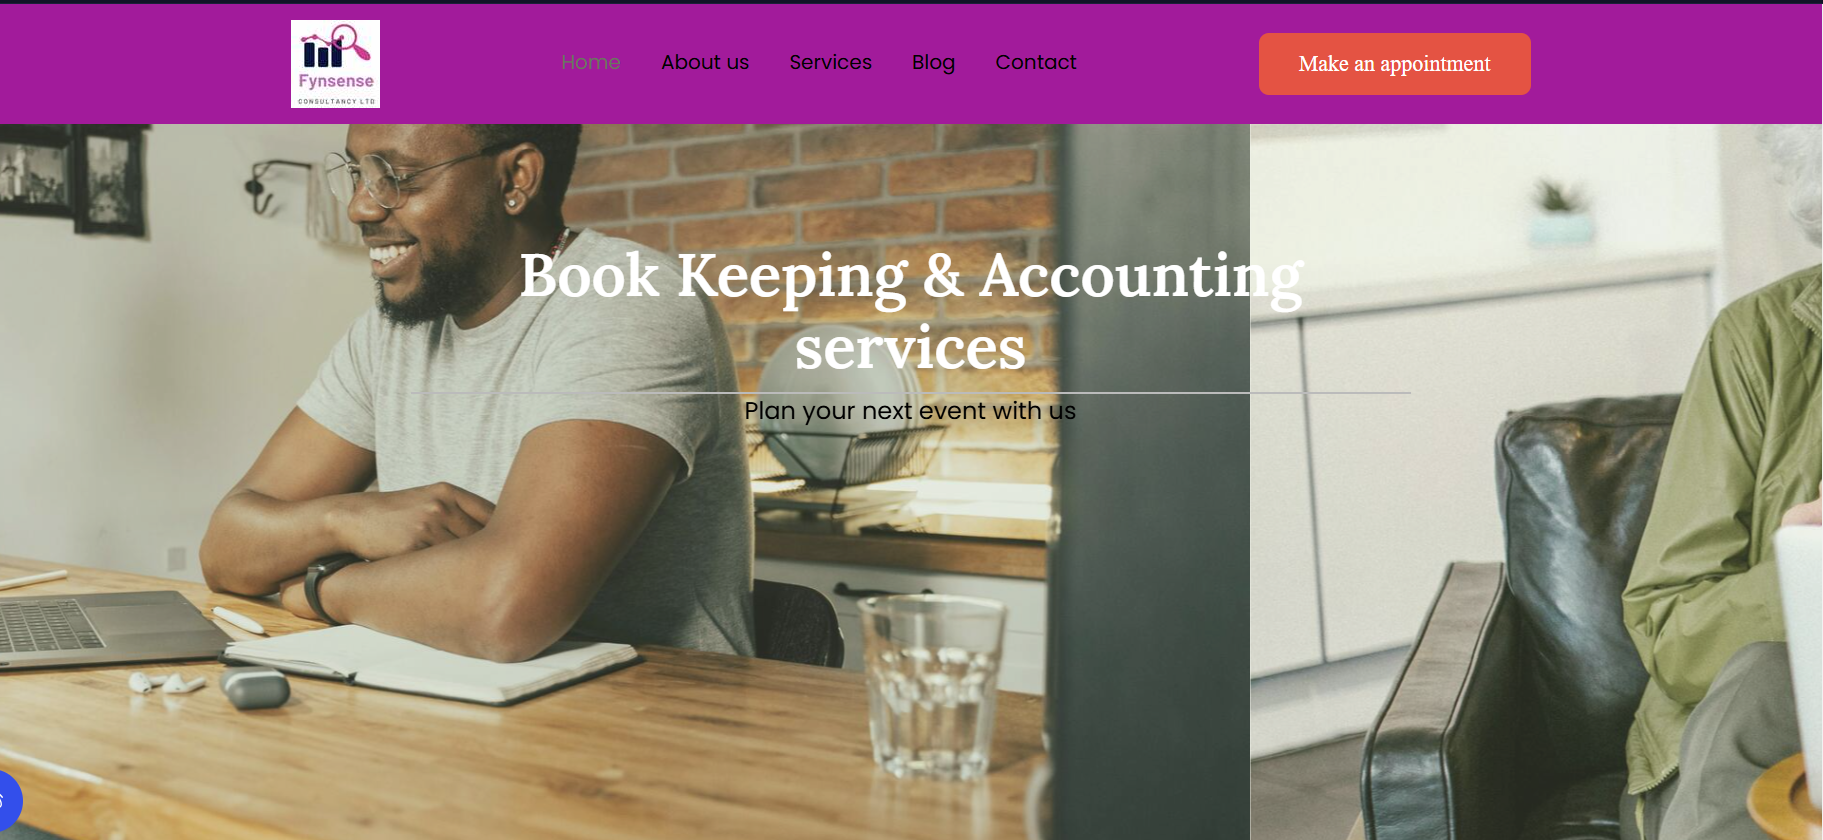 Fynsense
CONSULTANCY LTD
Home
About us
Services
Blog
Contact
Make an appointment
Book Keeping & Accounting
services
Plan your next event with us